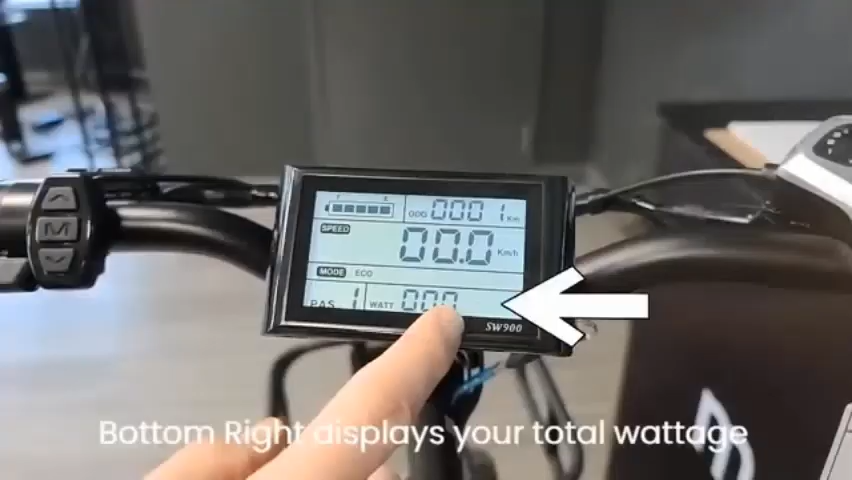 ODO 0001 Km
SPEED
00.0 Km/h
MODE ECO
PAS 1 WATT 000
SW900
M
Bottom Right displays your total wattage